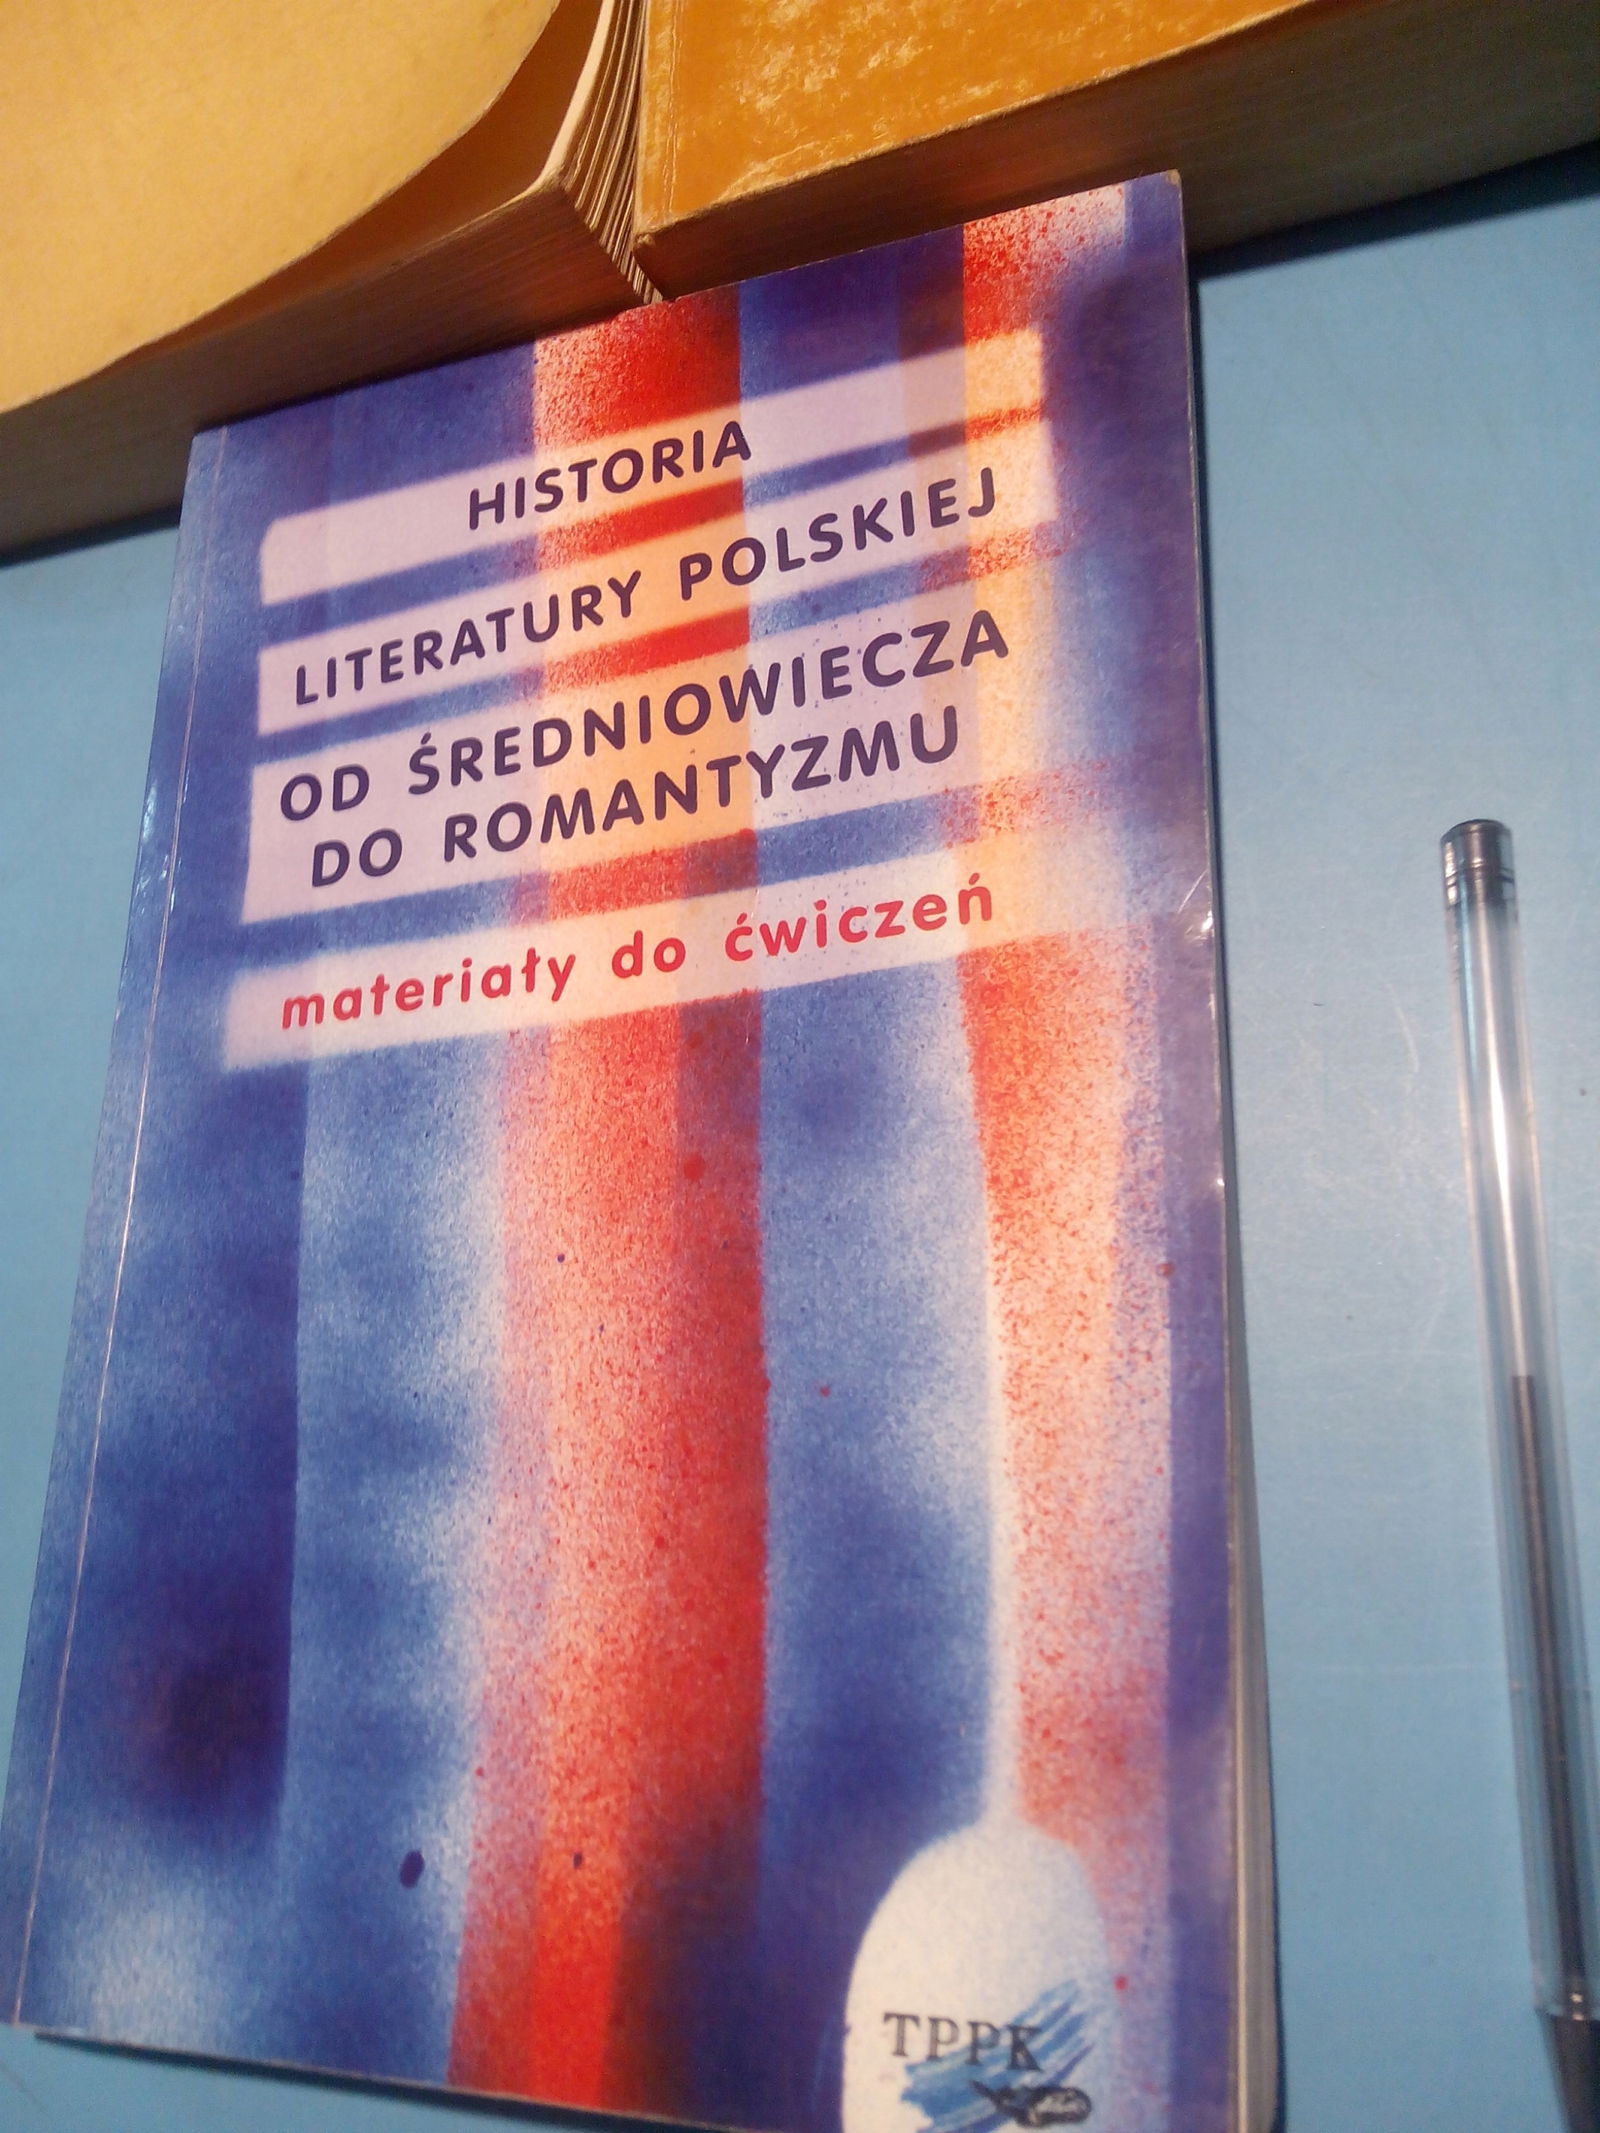 HISTORIA
LITERATURY POLSKIEJ
OD ŚREDNIOWIECZA
DO ROMANTYZMU
materiały do ćwiczeń
TPPK